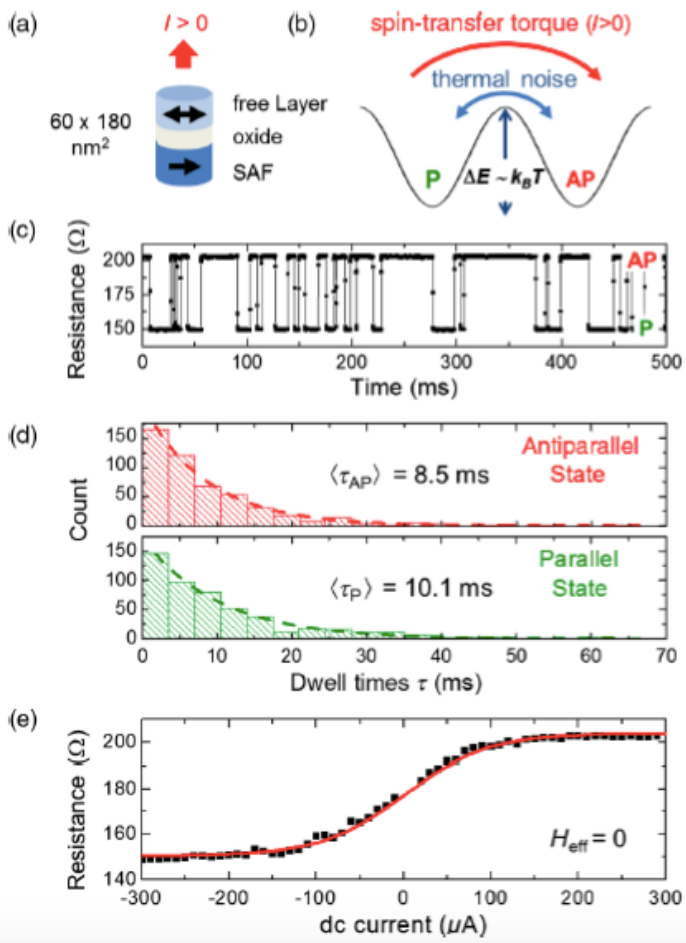 (a)
I > 0
60 x 180
nm²
free Layer
oxide
SAF
(b)
spin-transfer torque (I>0)
thermal noise
P
ΔE ~ k_BT
AP
(c)
Resistance (Ω)
200
175
150
AP
P
0 100 200 300 400 500
Time (ms)
(d)
Count
150
100
50
0
⟨τ_AP⟩ = 8.5 ms
Antiparallel
State
150
100
50
0
⟨τ_P⟩ = 10.1 ms
Parallel
State
0 10 20 30 40 50 60 70
Dwell times τ (ms)
(e)
Resistance (Ω)
200
180
160
140
H_eff = 0
-300 -200 -100 0 100 200 300
dc current (μA)